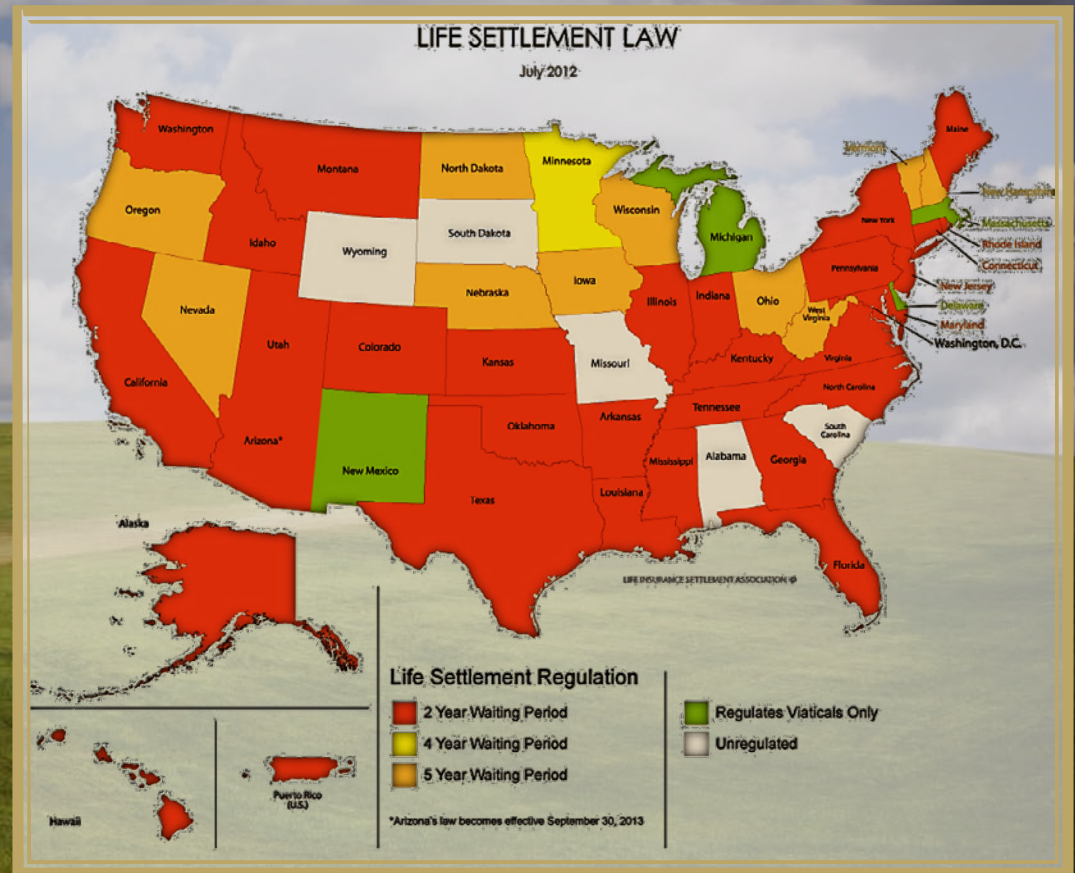 LIFE SETTLEMENT LAW
July 2012
Washington
Maine
Montana
North Dakota
Minnesota
Vermont
Oregon
New Hampshire
Wisconsin
Massachusetts
Idaho
South Dakota
Michigan
New York
Rhode Island
Wyoming
Connecticut
Pennsylvania
Iowa
New Jersey
Nebraska
Illinois
Indiana
Ohio
Delaware
Nevada
West
Virginia
Maryland
Utah
Colorado
Washington, D.C.
Kansas
Missouri
Kentucky
Virginia
California
North Carolina
Tennessee
Arkansas
Oklahoma
South
Carolina
Arizona*
New Mexico
Mississippi
Alabama
Georgia
Texas
Louisiana
Alaska
Florida
LIFE INSURANCE SETTLEMENT ASSOCIATION ©
Life Settlement Regulation
2 Year Waiting Period
4 Year Waiting Period
5 Year Waiting Period
Regulates Viaticals Only
Unregulated
Puerto Rico
(U.S.)
Hawaii
*Arizona's law becomes effective September 30, 2013